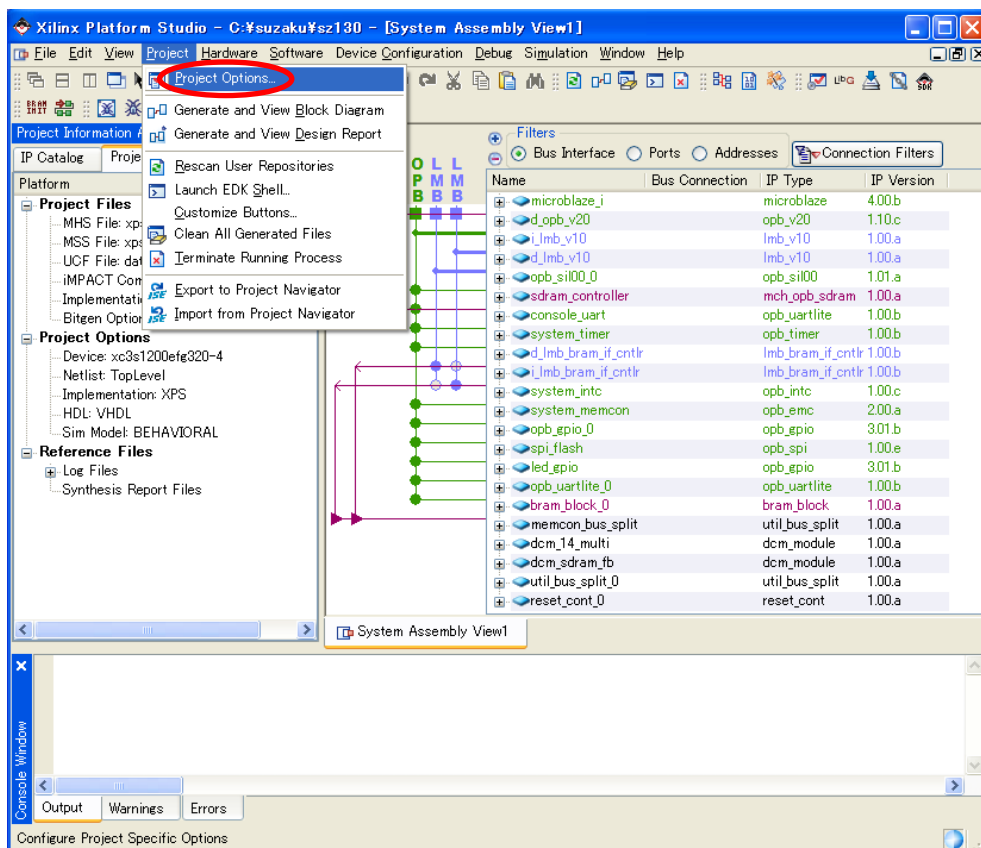 Xilinx Platform Studio - C:¥suzaku¥sz130 - [System Assembly View1]
File Edit View Project Hardware Software Device Configuration Debug Simulation Window Help
Project Options...
Generate and View Block Diagram
Generate and View Design Report
Rescan User Repositories
Launch EDK Shell...
Customize Buttons...
Clean All Generated Files
Terminate Running Process
Export to Project Navigator
Import from Project Navigator
Project Information
IP Catalog
Platform
Project Files
MHS File: xp
MSS File: xp
UCF File: da
iMPACT Com
Implementati
Bitgen Option
Project Options
Device: xc3s1200efg320-4
Netlist: TopLevel
Implementation: XPS
HDL: VHDL
Sim Model: BEHAVIORAL
Reference Files
Log Files
Synthesis Report Files
O L L
P M M
B B B
Filters
Bus Interface Ports Addresses Connection Filters
Name Bus Connection IP Type IP Version
microblaze_i microblaze 4.00.b
d_opb_v20 opb_v20 1.10.c
i_lmb_v10 lmb_v10 1.00.a
d_lmb_v10 lmb_v10 1.00.a
opb_sil00_0 opb_sil00 1.01.a
sdram_controller mch_opb_sdram 1.00.a
console_uart opb_uartlite 1.00.b
system_timer opb_timer 1.00.b
d_lmb_bram_if_cntlr lmb_bram_if_cntlr 1.00.b
i_lmb_bram_if_cntlr lmb_bram_if_cntlr 1.00.b
system_intc opb_intc 1.00.c
system_memcon opb_emc 2.00.a
opb_gpio_0 opb_gpio 3.01.b
spi_flash opb_spi 1.00.e
led_gpio opb_gpio 3.01.b
opb_uartlite_0 opb_uartlite 1.00.b
bram_block_0 bram_block 1.00.a
memcon_bus_split util_bus_split 1.00.a
dcm_14_multi dcm_module 1.00.a
dcm_sdram_fb dcm_module 1.00.a
util_bus_split_0 util_bus_split 1.00.a
reset_cont_0 reset_cont 1.00.a
System Assembly View1
Console Window
Output Warnings Errors
Configure Project Specific Options